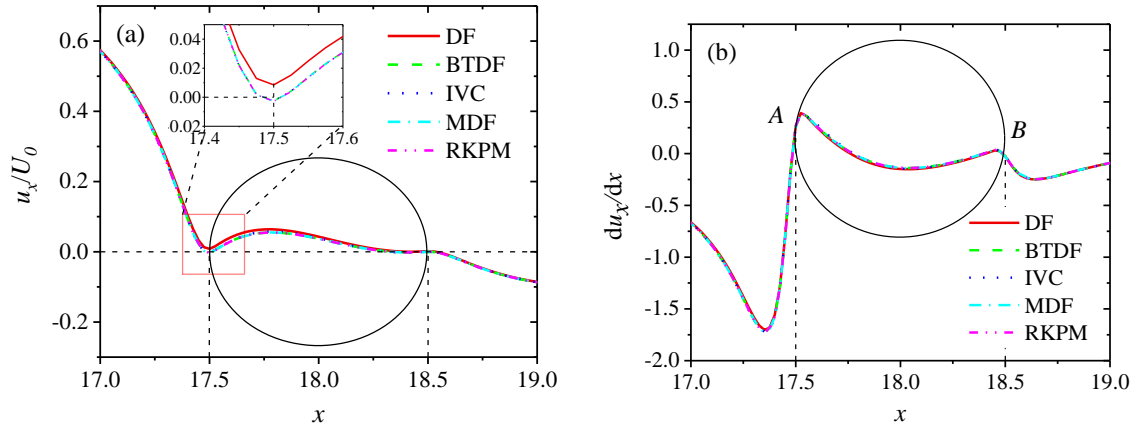 (a)
0.6
0.4
0.2
0.0
-0.2
u_x/U_0
17.0
17.5
18.0
18.5
19.0
x
0.04
0.02
0.00
0.02
17.4
17.5
17.6
DF
BTDF
IVC
MDF
RKPM
(b)
1.0
0.5
0.0
-0.5
-1.0
-1.5
-2.0
du_x/dx
17.0
17.5
18.0
18.5
19.0
x
A
B
DF
BTDF
IVC
MDF
RKPM